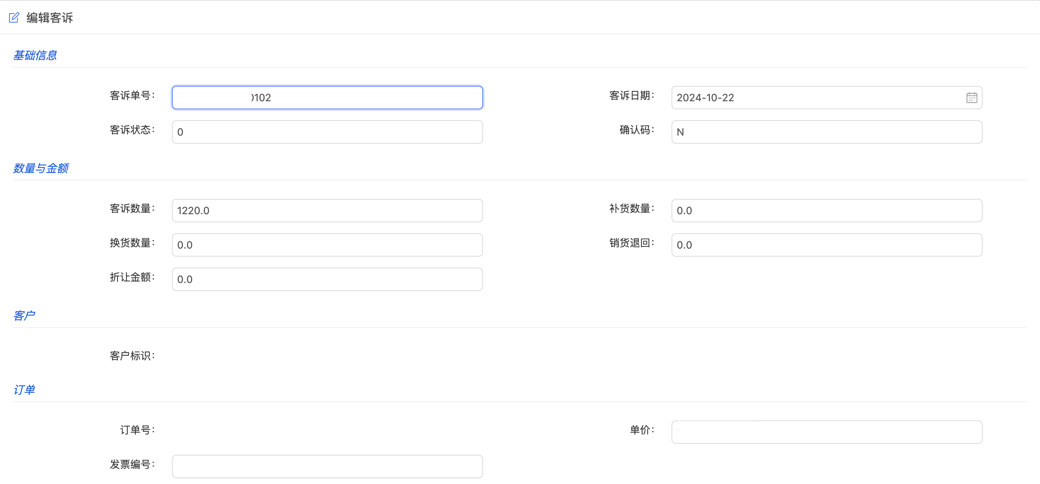 编辑客诉
基础信息
客诉单号: 0102 客诉日期: 2024-10-22
客诉状态: 0 确认码: N
数量与金额
客诉数量: 1220.0 补货数量: 0.0
换货数量: 0.0 销货退回: 0.0
折让金额: 0.0
客户
客户标识:
订单
订单号: 单价:
发票编号: